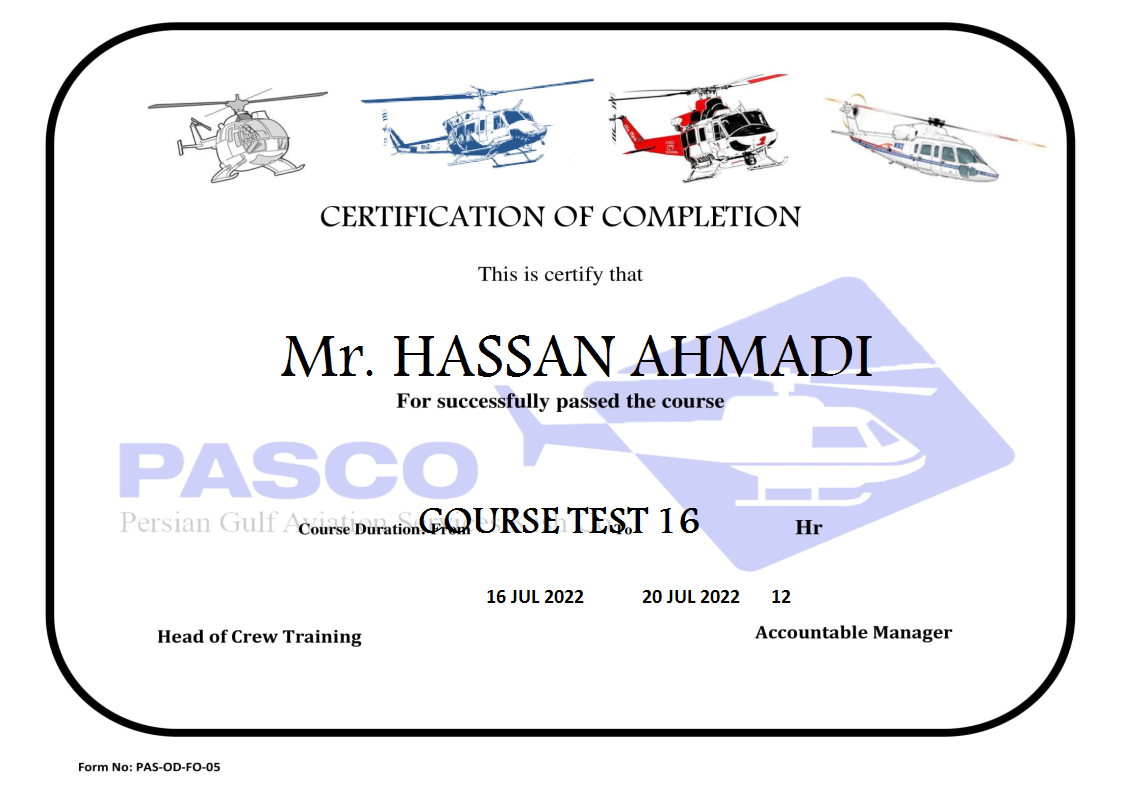 CERTIFICATION OF COMPLETION
This is certify that
Mr. HASSAN AHMADI
For successfully passed the course
PASCO
Persian Gulf Aviation Services
COURSE TEST 16
Course Duration: From To Hr
16 JUL 2022 20 JUL 2022 12
Head of Crew Training Accountable Manager
Form No: PAS-OD-FO-05